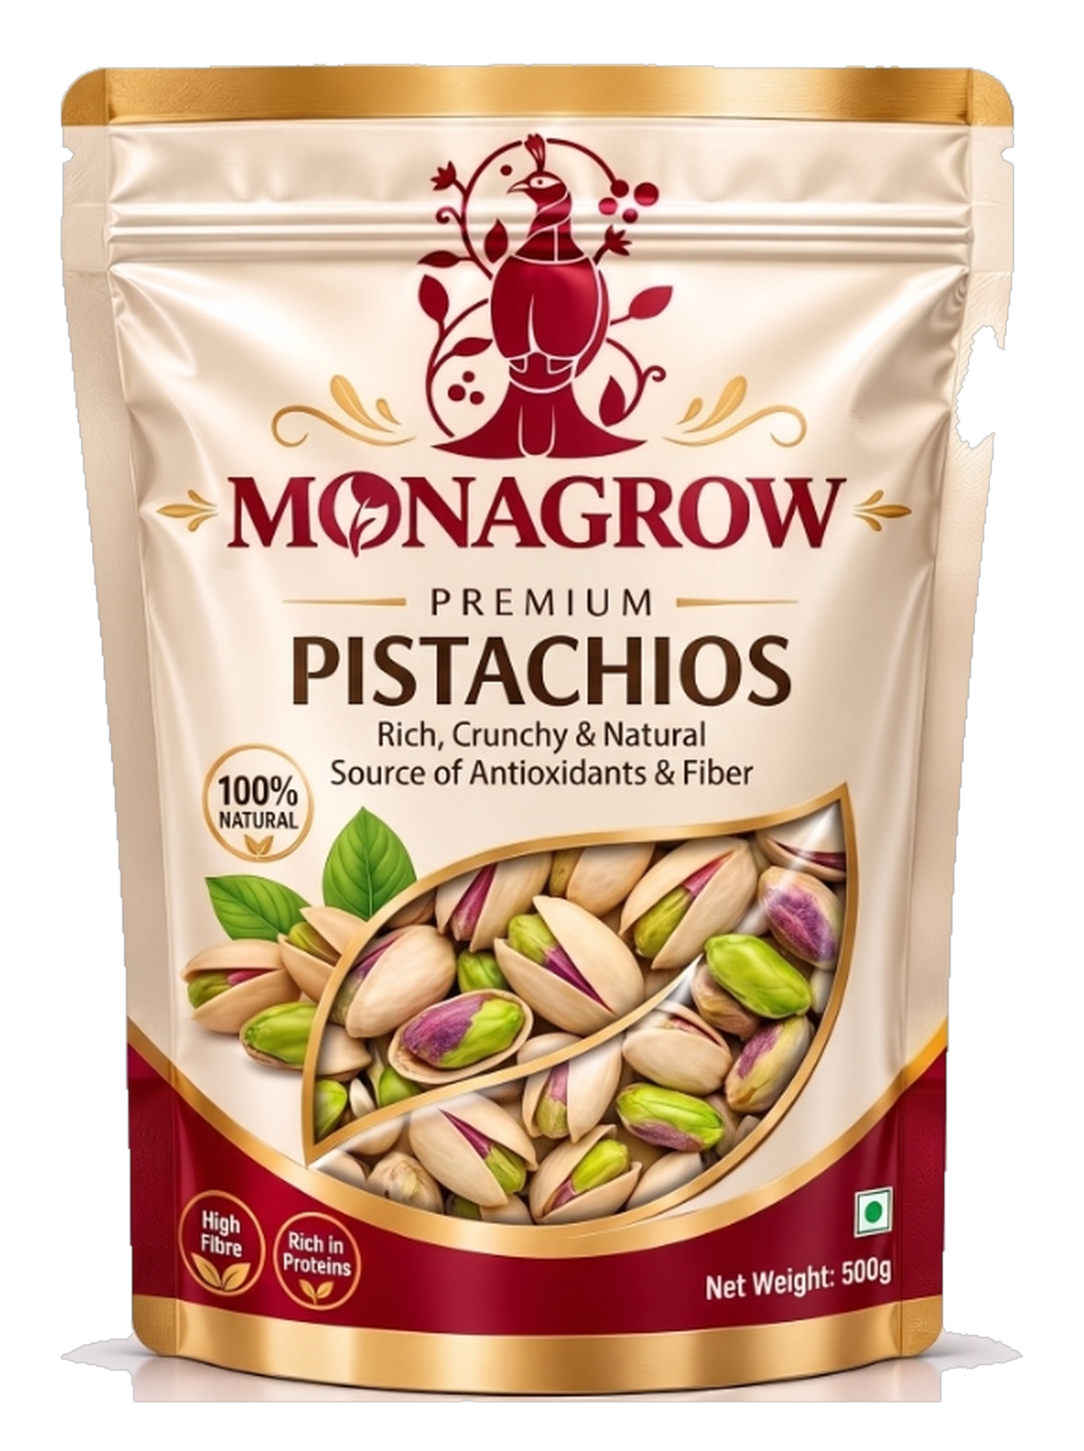 MONAGROW
PREMIUM
PISTACHIOS
Rich, Crunchy & Natural
Source of Antioxidants & Fiber
100%
NATURAL
High
Fibre
Rich in
Proteins
Net Weight: 500g